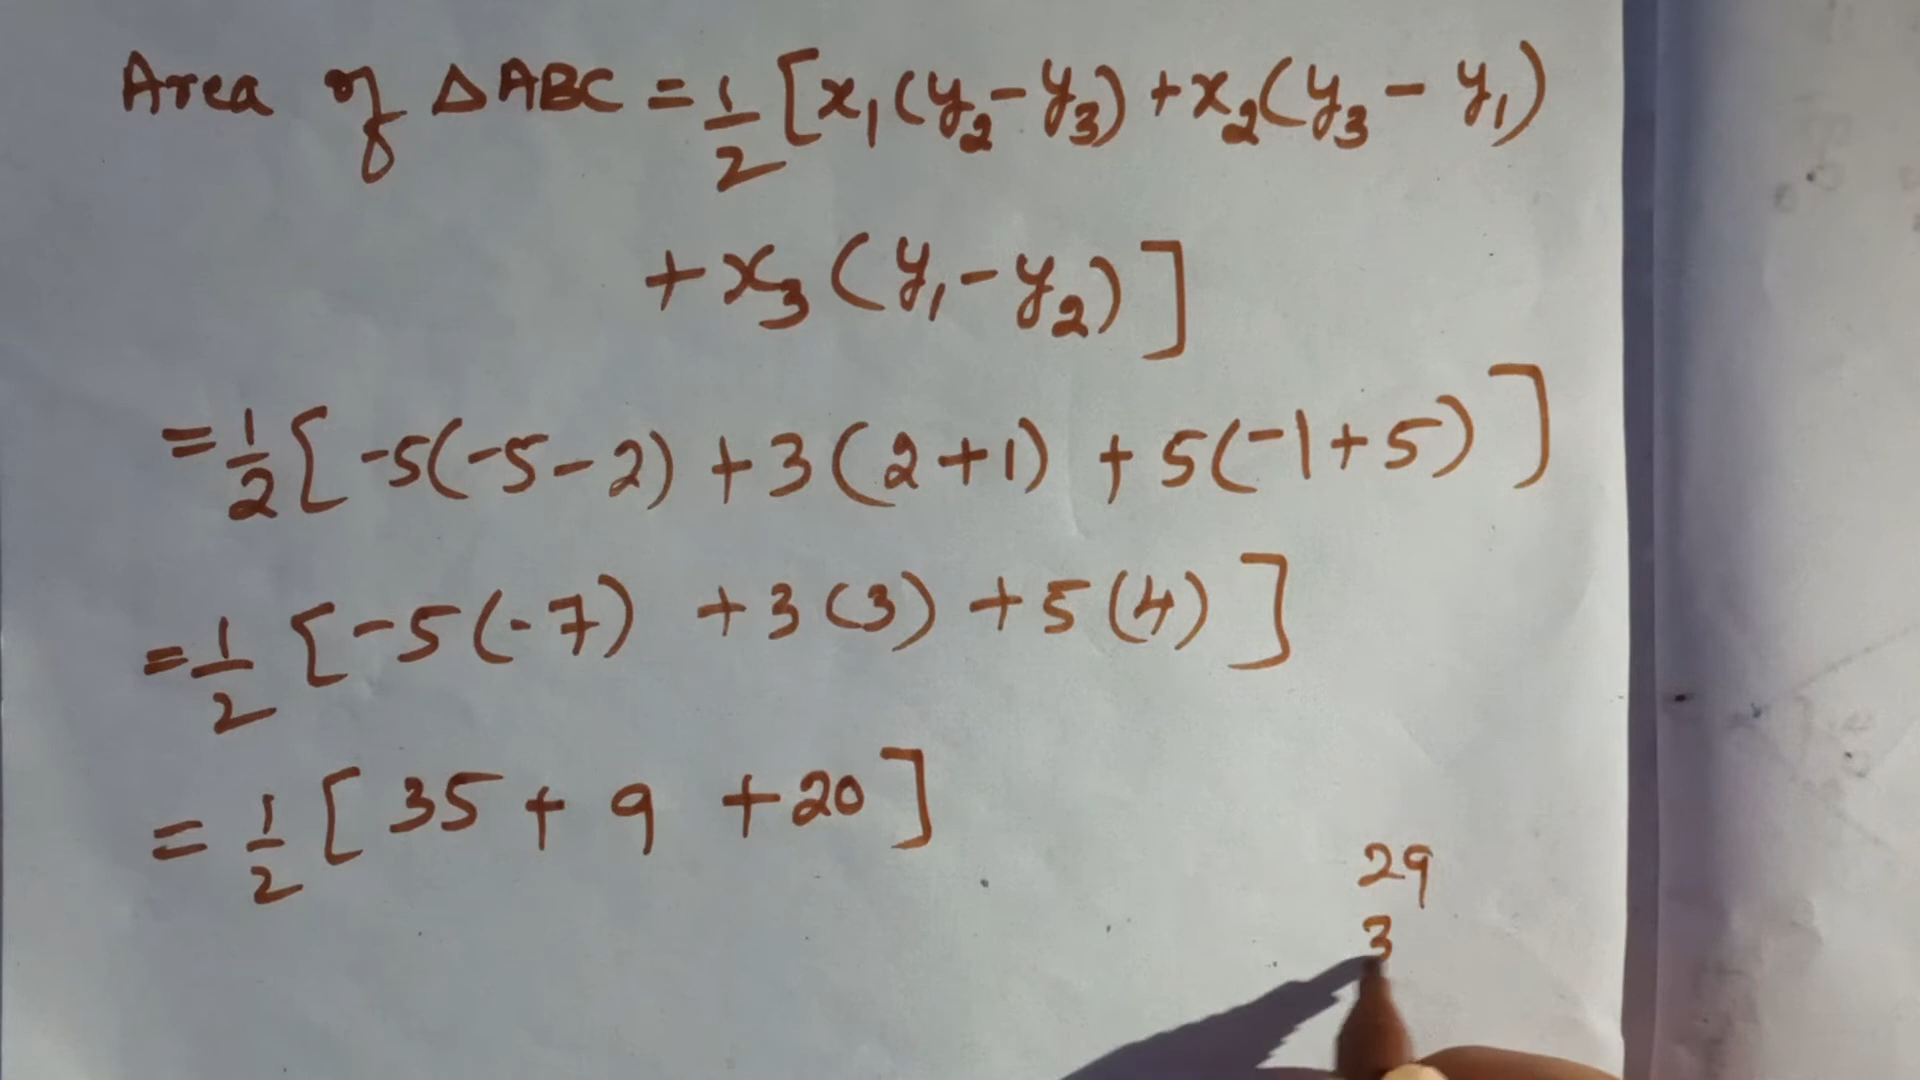 Area of ΔABC = 1/2 [x₁(y₂-y₃) +x₂(y₃- y₁)
+x₃(y₁-y₂)]
=1/2[-5(-5-2) +3(2+1) +5(-1+5)]
=1/2 [-5(-7) +3(3) +5(4)]
= 1/2 [35+ 9 +20]
29
3